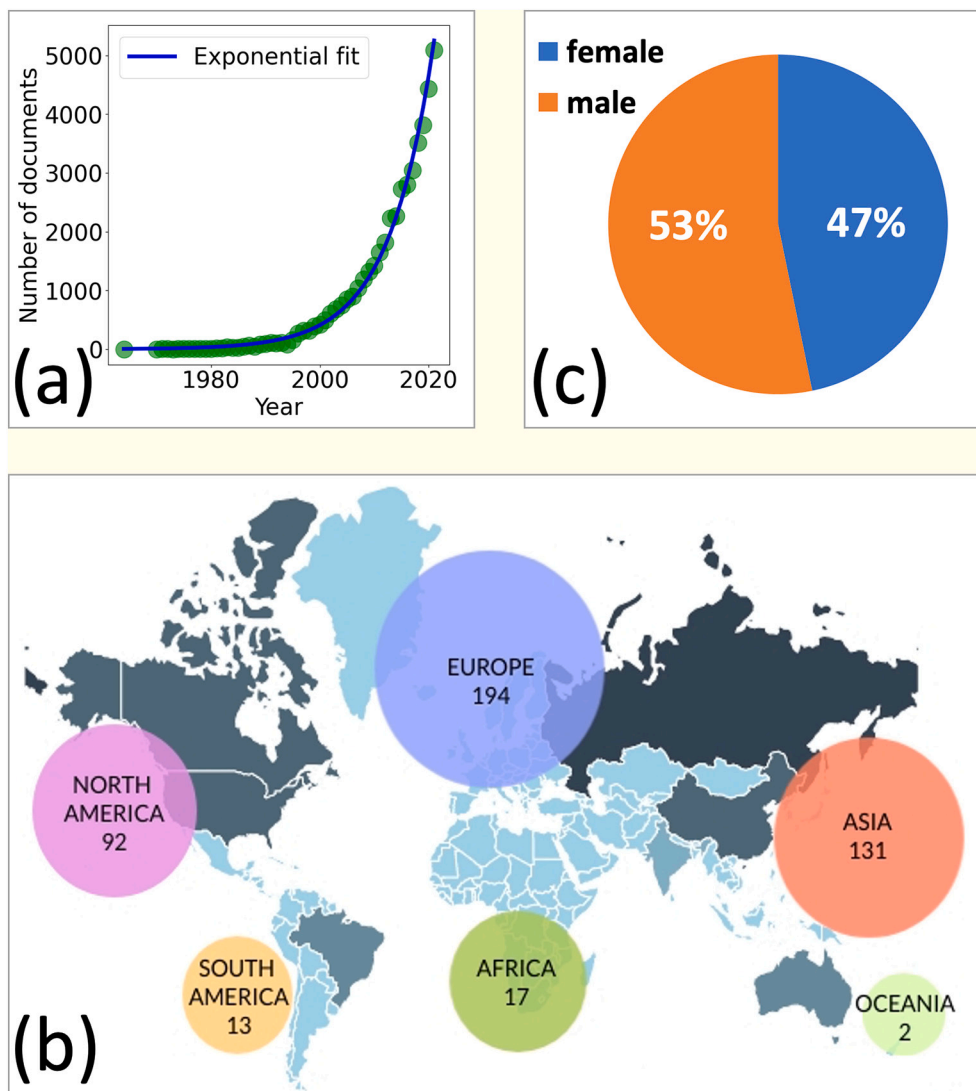 5000
4000
3000
2000
1000
0
Number of documents
Exponential fit
1980
2000
2020
Year
(a)
female
male
53%
47%
(c)
EUROPE
194
NORTH
AMERICA
92
ASIA
131
SOUTH
AMERICA
13
AFRICA
17
OCEANIA
2
(b)